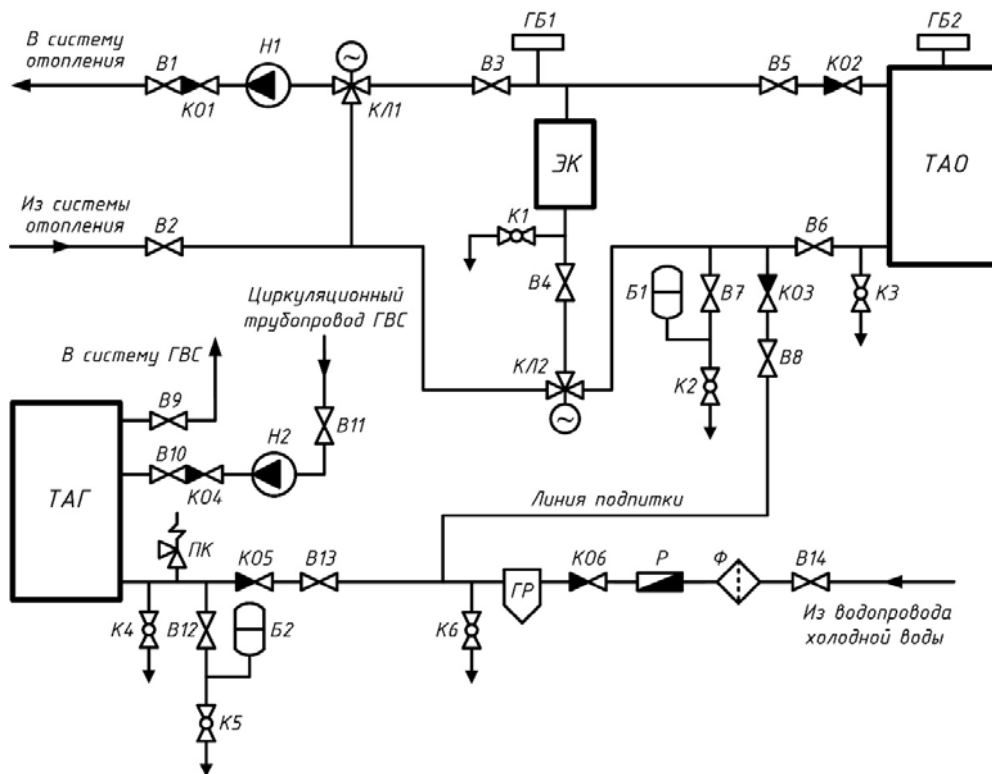 ГБ1
ГБ2
В систему
отопления
В1
Н1
В3
В5
КО2
КО1
КЛ1
ЭК
ТАО
Из системы
отопления
В2
К1
В6
В4
Б1
В7
КО3
К3
Циркуляционный
трубопровод ГВС
В систему ГВС
КЛ2
К2
В8
В9
В11
В10
Н2
ТАГ
КО4
Линия подпитки
ПК
КО5
В13
КО6
Р
Ф
В14
ГР
К4
В12
Б2
К6
Из водопровода
холодной воды
К5